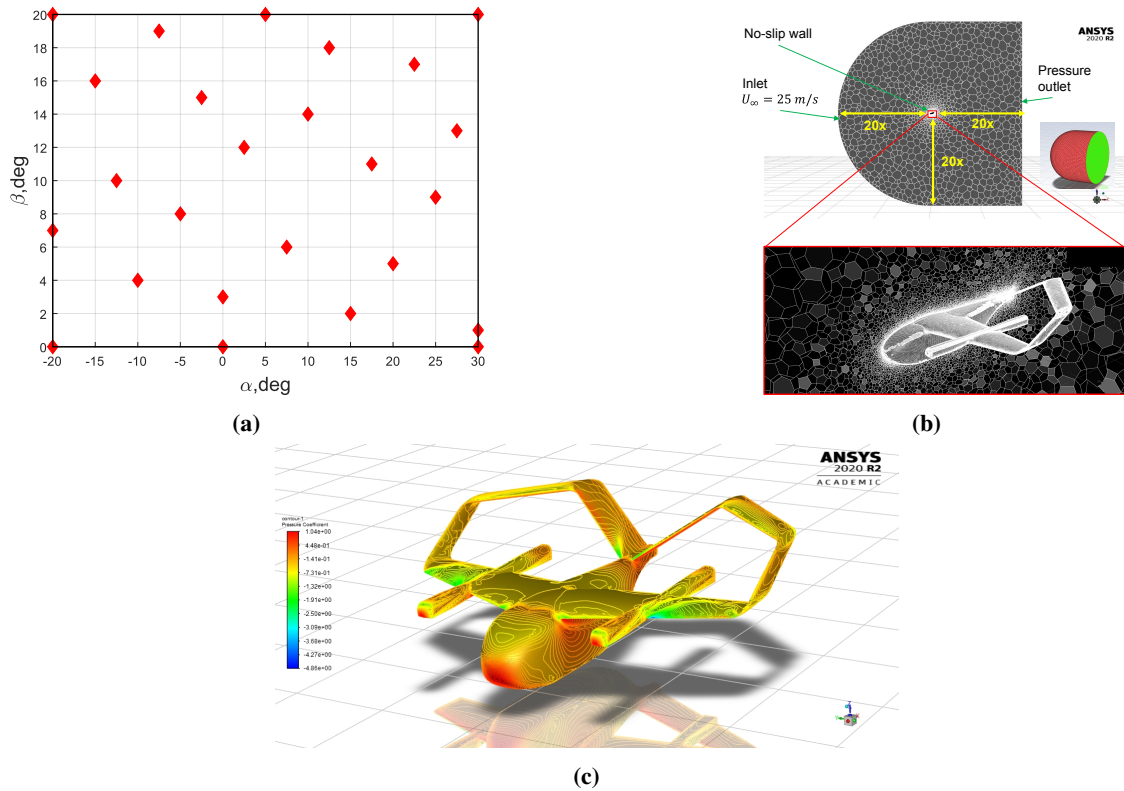 20
18
16
14
12
10
8
6
4
2
0
β,deg
-20 -15 -10 -5 0 5 10 15 20 25 30
α,deg
(a)
ANSYS
2020 R2
No-slip wall
Inlet
U∞ = 25 m/s
Pressure
outlet
20x 20x
20x
(b)
ANSYS
2020 R2
ACADEMIC
contour-1
Pressure Coefficient
1.04e+00
4.48e-01
-1.41e-01
-7.31e-01
-1.32e+00
-1.91e+00
-2.50e+00
-3.09e+00
-3.68e+00
-4.27e+00
-4.86e+00
(c)